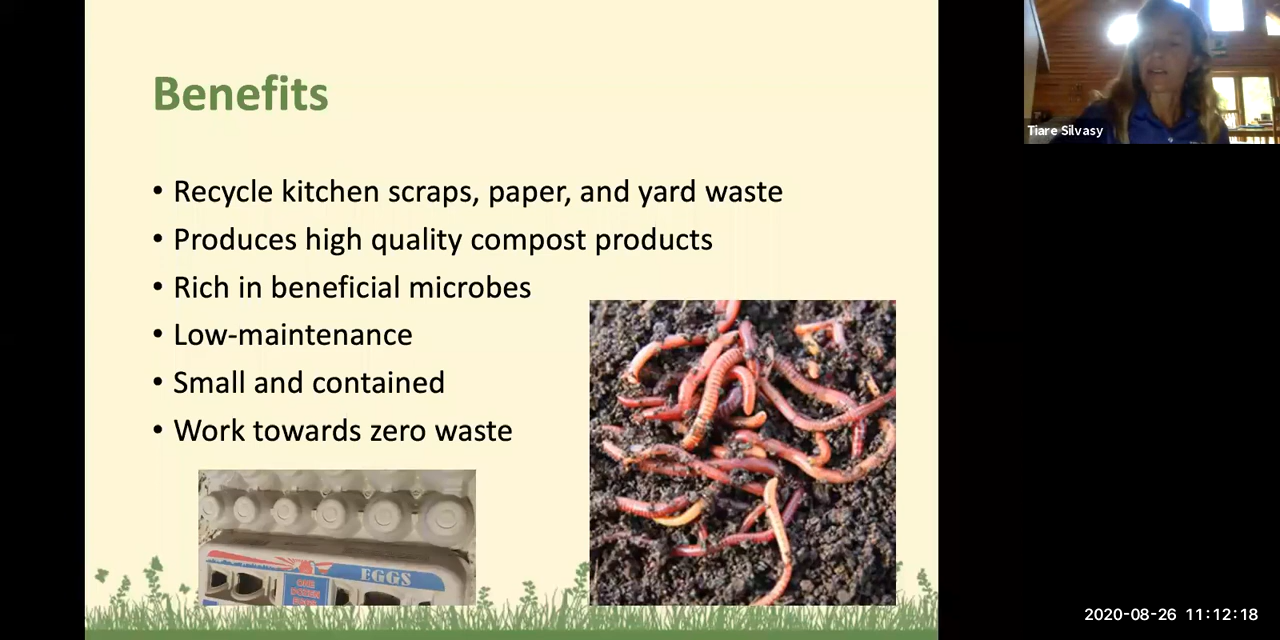 Benefits
• Recycle kitchen scraps, paper, and yard waste
• Produces high quality compost products
• Rich in beneficial microbes
• Low-maintenance
• Small and contained
• Work towards zero waste
EGGS
ONE
DOZEN
EGGS
Tiare Silvasy
2020-08-26 11:12:18